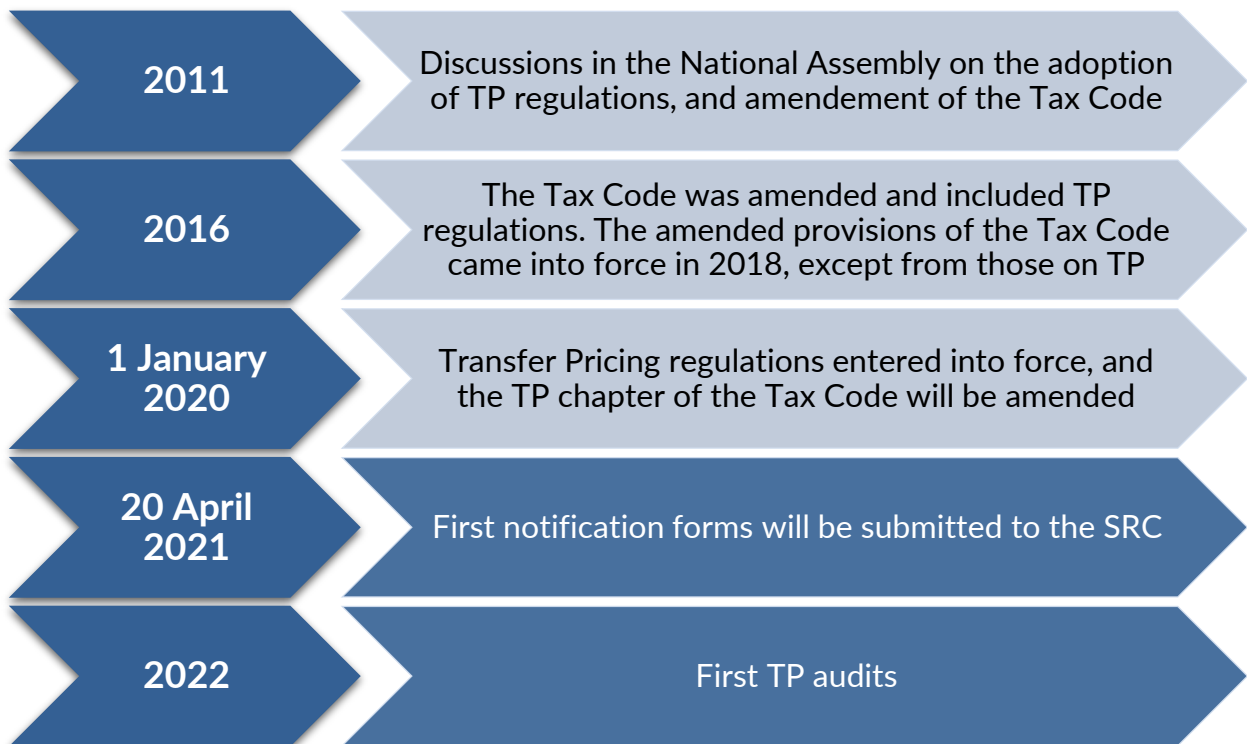 2011
Discussions in the National Assembly on the adoption
of TP regulations, and amendement of the Tax Code
2016
The Tax Code was amended and included TP
regulations. The amended provisions of the Tax Code
came into force in 2018, except from those on TP
1 January
2020
Transfer Pricing regulations entered into force, and
the TP chapter of the Tax Code will be amended
20 April
2021
First notification forms will be submitted to the SRC
2022
First TP audits